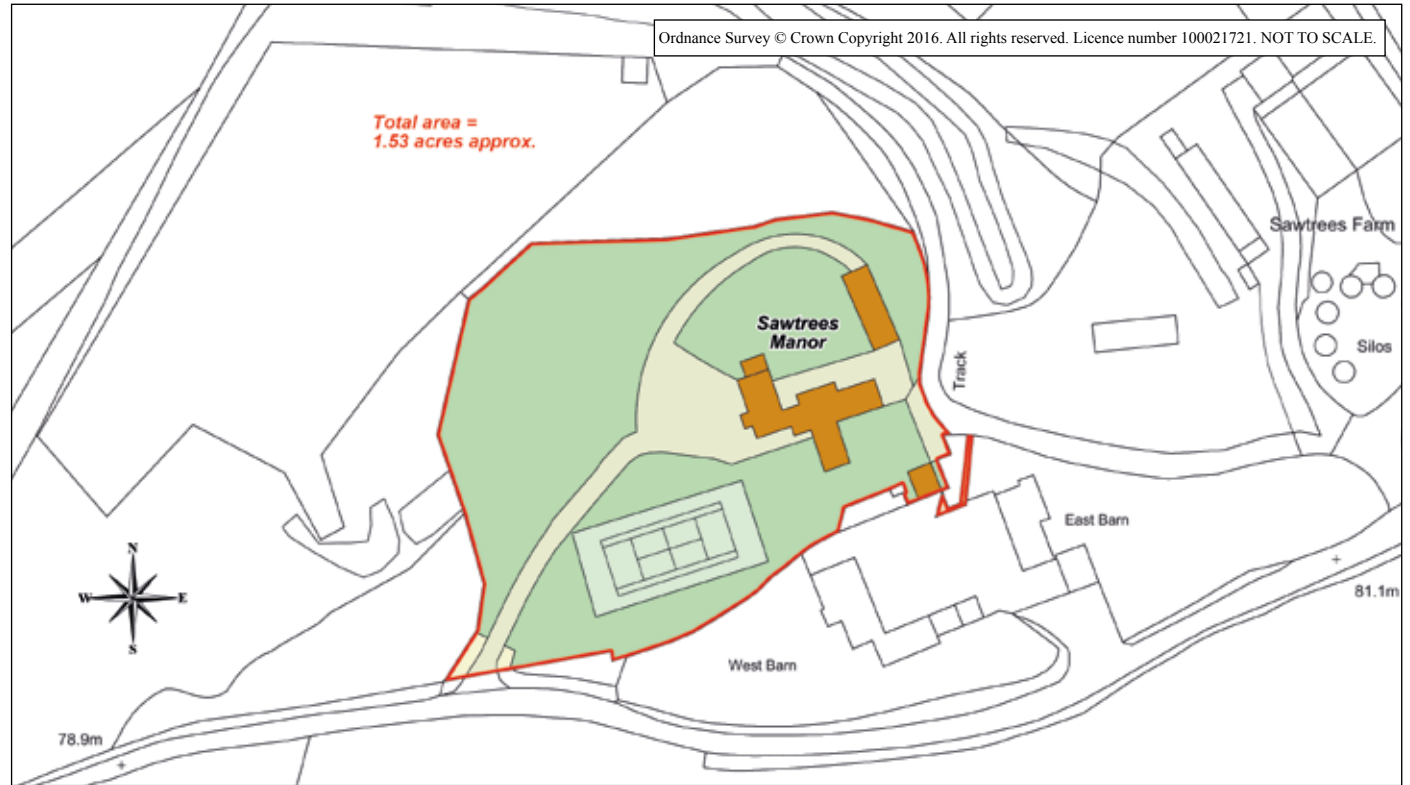 Ordnance Survey © Crown Copyright 2016. All rights reserved. Licence number 100021721. NOT TO SCALE.
Total area =
1.53 acres approx.
Sawtrees Farm
Sawtrees
Manor
Silos
Track
East Barn
N
W
E
S
81.1m
West Barn
78.9m